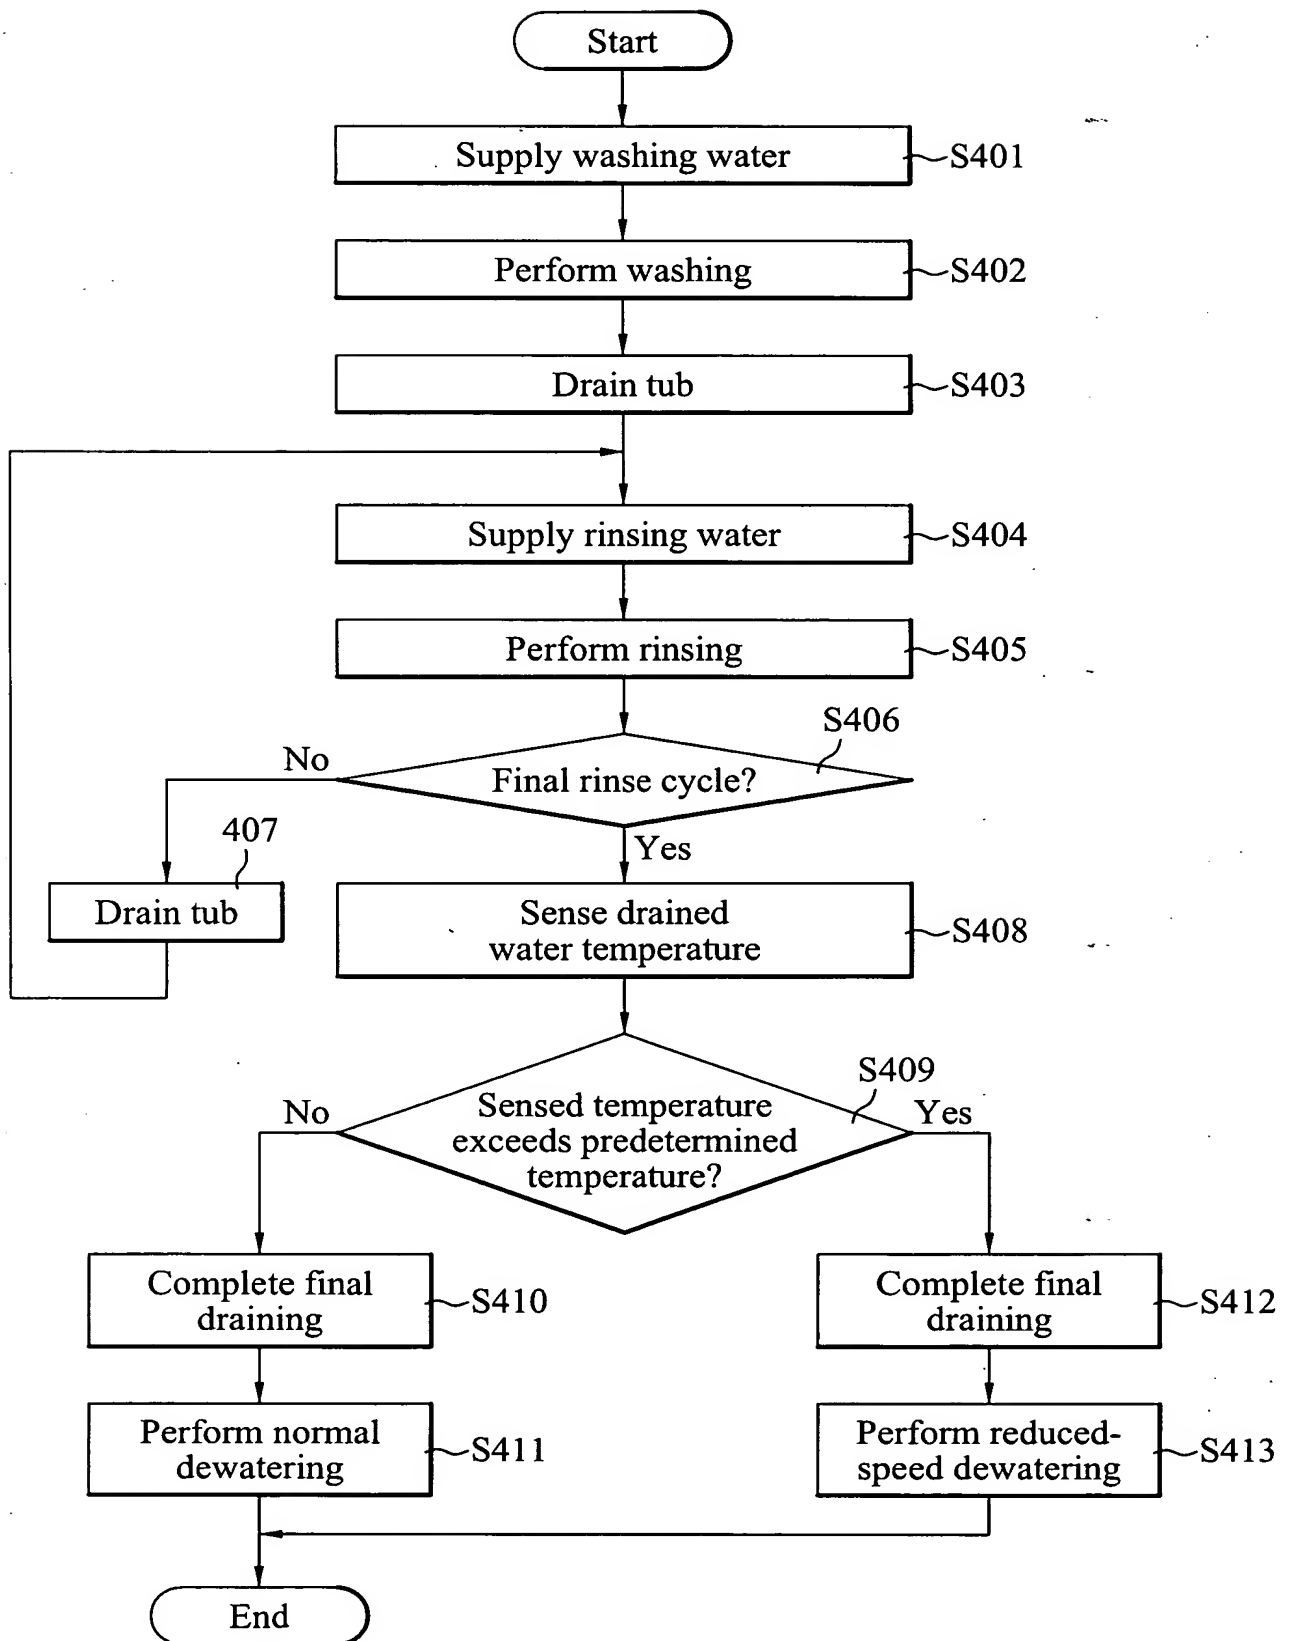 Start
Supply washing water
S401
Perform washing
S402
Drain tub
S403
Supply rinsing water
S404
Perform rinsing
S405
S406
No
Final rinse cycle?
Yes
407
Drain tub
Sense drained
water temperature
S408
S409
No
Sensed temperature
exceeds predetermined
temperature?
Yes
Complete final
draining
S410
Complete final
draining
S412
Perform normal
dewatering
S411
Perform reduced-
speed dewatering
S413
End